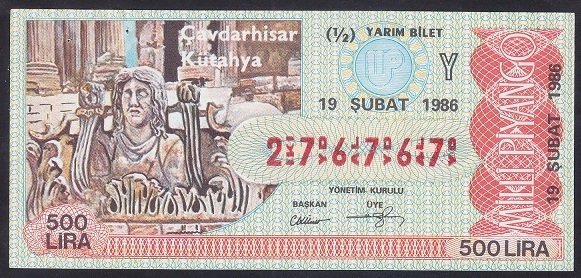 Çavdarhisar
Kütahya
(½) YARIM BİLET
Y
19 ŞUBAT 1986
2 7 6 7 6 7
YÖNETİM KURULU
BAŞKAN ÜYE
500
LİRA
500 LİRA
MİLLİ PİYANGO
19 ŞUBAT 1986